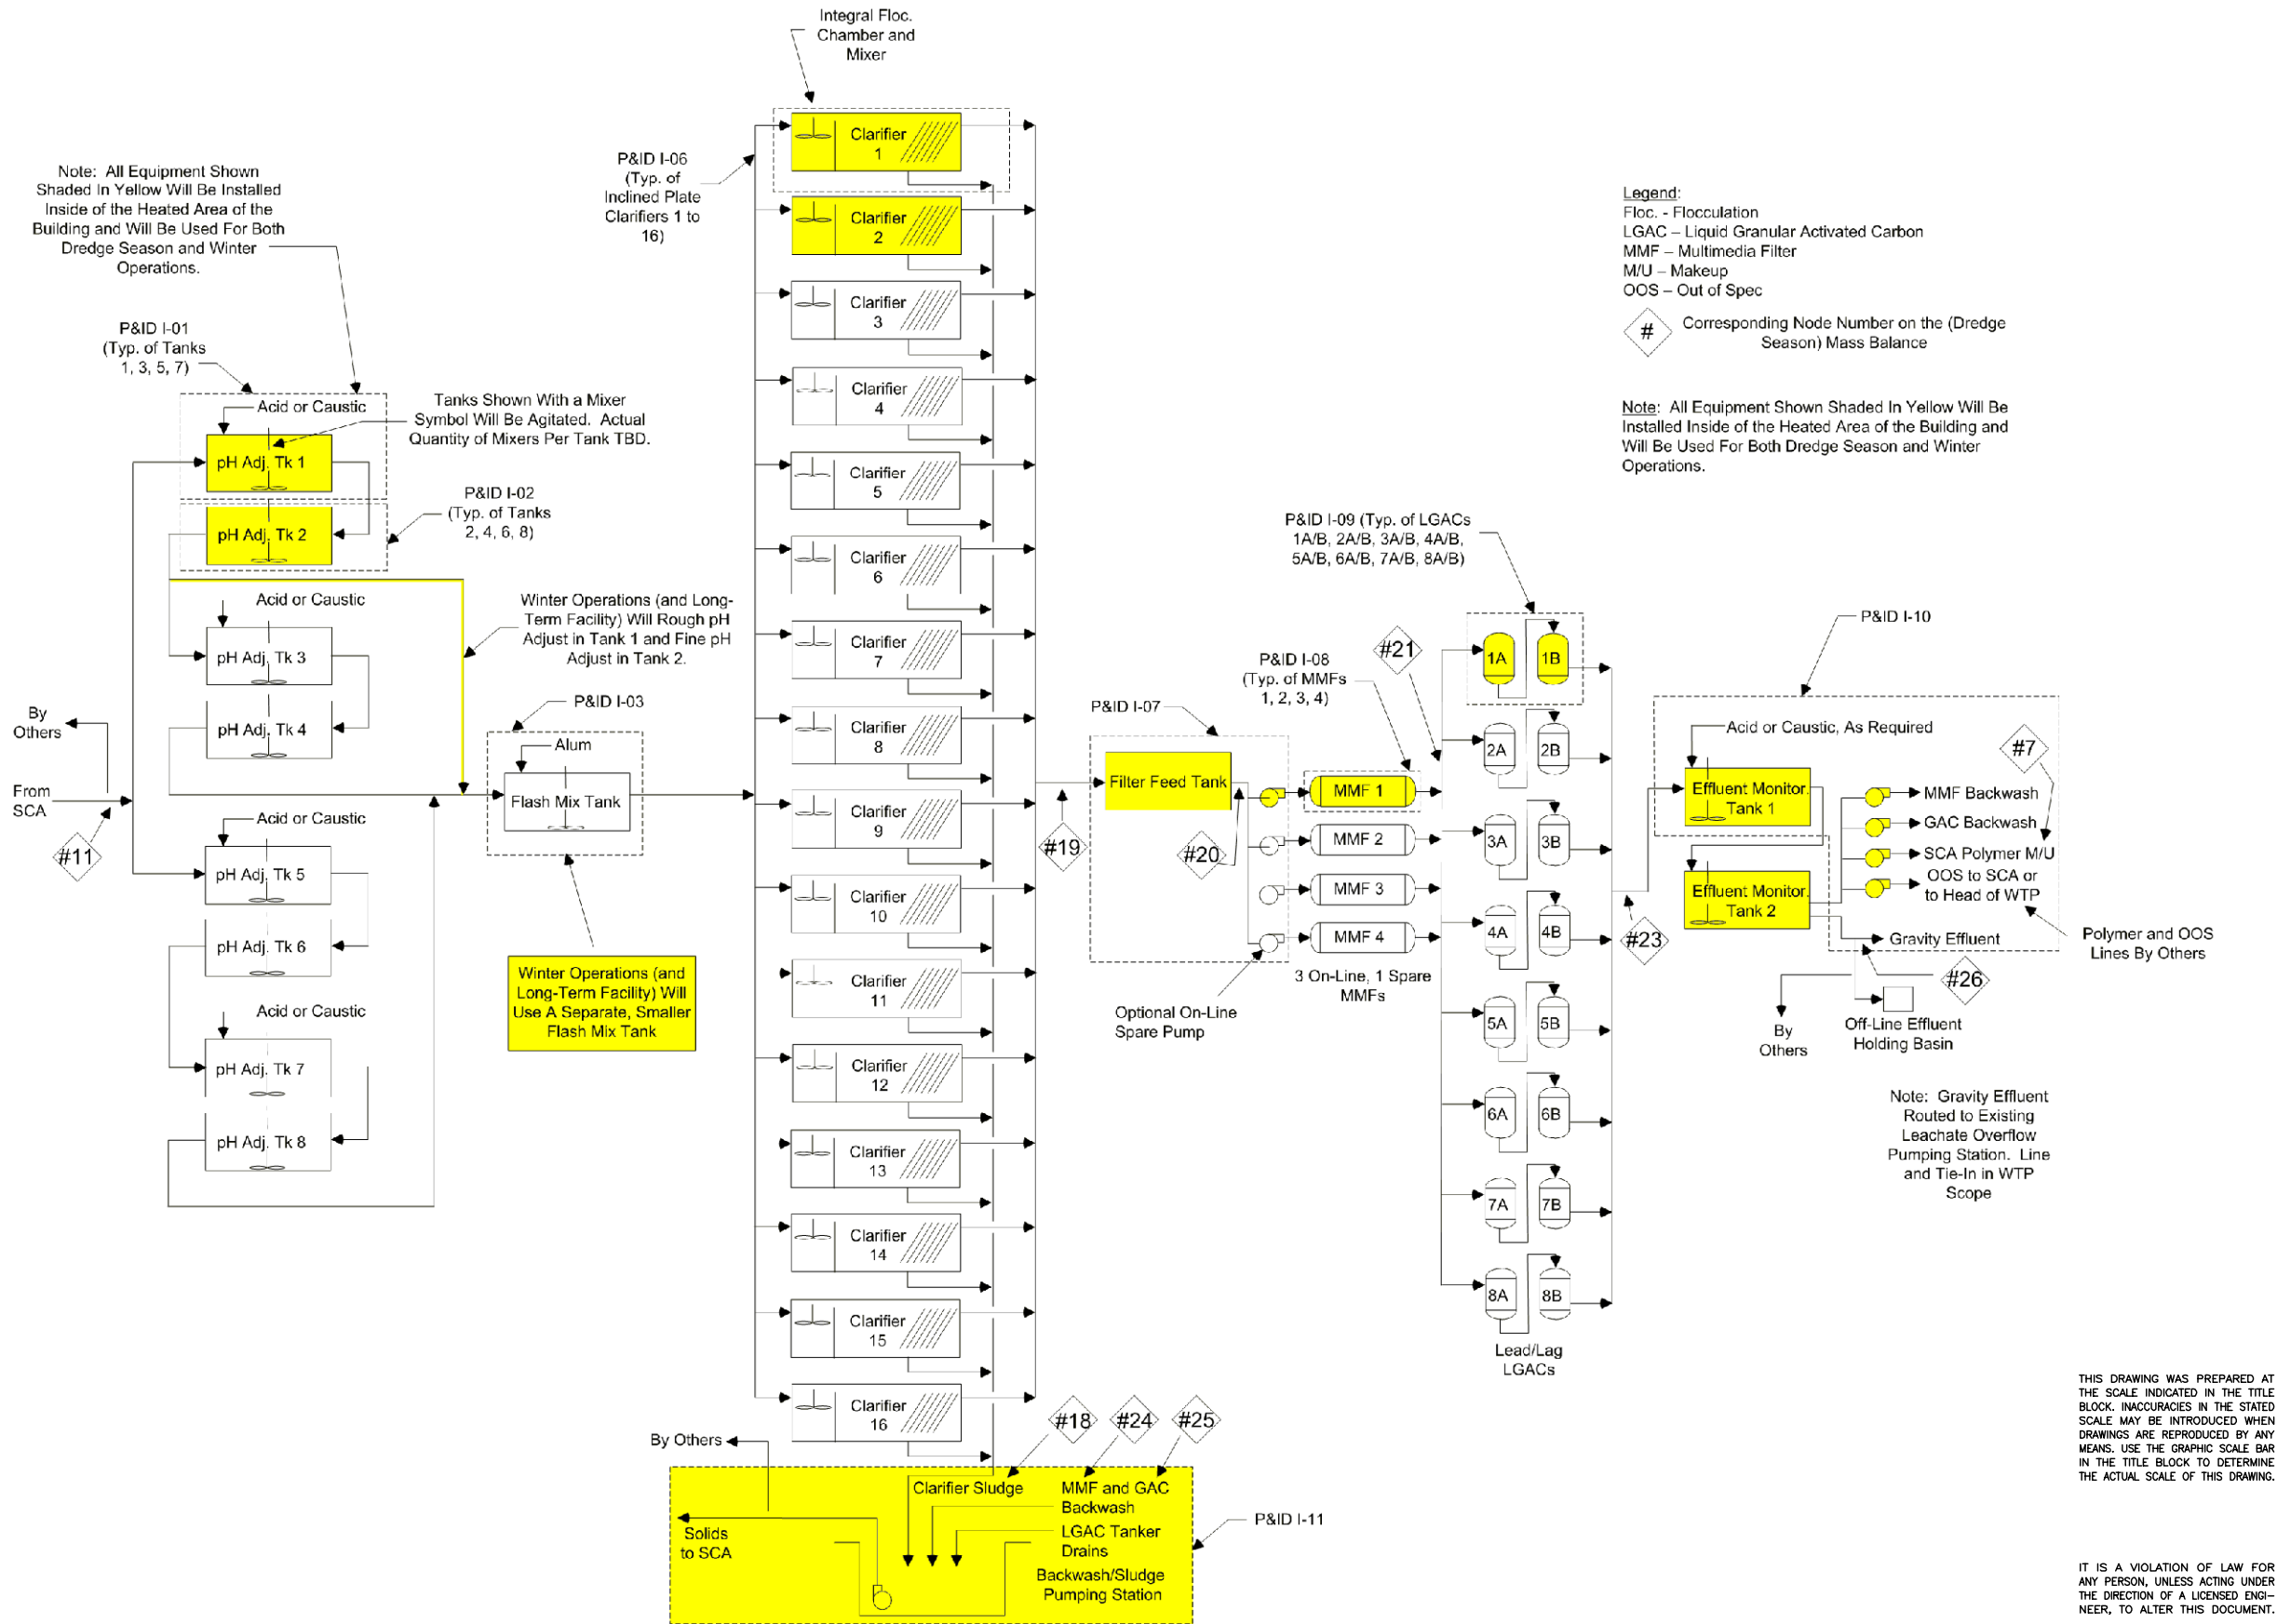 Integral Floc.
Chamber and
Mixer
Note:  All Equipment Shown
Shaded In Yellow Will Be Installed
Inside of the Heated Area of the
Building and Will Be Used For Both
Dredge Season and Winter
Operations.
P&ID I-01
(Typ. of Tanks
1, 3, 5, 7)
Acid or Caustic
pH Adj. Tk 1
Tanks Shown With a Mixer
Symbol Will Be Agitated.  Actual
Quantity of Mixers Per Tank TBD.
P&ID I-02
(Typ. of Tanks
2, 4, 6, 8)
pH Adj. Tk 2
Acid or Caustic
pH Adj. Tk 3
pH Adj. Tk 4
Winter Operations (and Long-
Term Facility) Will Rough pH
Adjust in Tank 1 and Fine pH
Adjust in Tank 2.
By
Others
From
SCA
#11
Acid or Caustic
pH Adj. Tk 5
pH Adj. Tk 6
Acid or Caustic
pH Adj. Tk 7
pH Adj. Tk 8
P&ID I-03
Alum
Flash Mix Tank
Winter Operations (and
Long-Term Facility) Will
Use A Separate, Smaller
Flash Mix Tank
P&ID I-06
(Typ. of
Inclined Plate
Clarifiers 1 to
16)
Clarifier
1
Clarifier
2
Clarifier
3
Clarifier
4
Clarifier
5
Clarifier
6
Clarifier
7
Clarifier
8
Clarifier
9
Clarifier
10
Clarifier
11
Clarifier
12
Clarifier
13
Clarifier
14
Clarifier
15
Clarifier
16
By Others
#18
#24
#25
Clarifier Sludge
MMF and GAC
Backwash
LGAC Tanker
Drains
Backwash/Sludge
Pumping Station
Solids
to SCA
P&ID I-11
#19
P&ID I-07
Filter Feed Tank
#20
Optional On-Line
Spare Pump
P&ID I-08
(Typ. of MMFs
1, 2, 3, 4)
MMF 1
MMF 2
MMF 3
MMF 4
3 On-Line, 1 Spare
MMFs
#21
P&ID I-09 (Typ. of LGACs
1A/B, 2A/B, 3A/B, 4A/B,
5A/B, 6A/B, 7A/B, 8A/B)
1A
1B
2A
2B
3A
3B
4A
4B
5A
5B
6A
6B
7A
7B
8A
8B
Lead/Lag
LGACs
#23
Legend:
Floc. - Flocculation
LGAC – Liquid Granular Activated Carbon
MMF – Multimedia Filter
M/U – Makeup
OOS – Out of Spec
#
Corresponding Node Number on the (Dredge
Season) Mass Balance
Note:  All Equipment Shown Shaded In Yellow Will Be
Installed Inside of the Heated Area of the Building and
Will Be Used For Both Dredge Season and Winter
Operations.
P&ID I-10
Acid or Caustic, As Required
Effluent Monitor.
Tank 1
Effluent Monitor.
Tank 2
#7
MMF Backwash
GAC Backwash
SCA Polymer M/U
OOS to SCA or
to Head of WTP
Gravity Effluent
Polymer and OOS
Lines By Others
#26
By
Others
Off-Line Effluent
Holding Basin
Note:  Gravity Effluent
Routed to Existing
Leachate Overflow
Pumping Station.  Line
and Tie-In in WTP
Scope
THIS DRAWING WAS PREPARED AT
THE SCALE INDICATED IN THE TITLE
BLOCK. INACCURACIES IN THE STATED
SCALE MAY BE INTRODUCED WHEN
DRAWINGS ARE REPRODUCED BY ANY
MEANS. USE THE GRAPHIC SCALE BAR
IN THE TITLE BLOCK TO DETERMINE
THE ACTUAL SCALE OF THIS DRAWING.
IT IS A VIOLATION OF LAW FOR
ANY PERSON, UNLESS ACTING UNDER
THE DIRECTION OF A LICENSED ENGI–
NEER, TO ALTER THIS DOCUMENT.